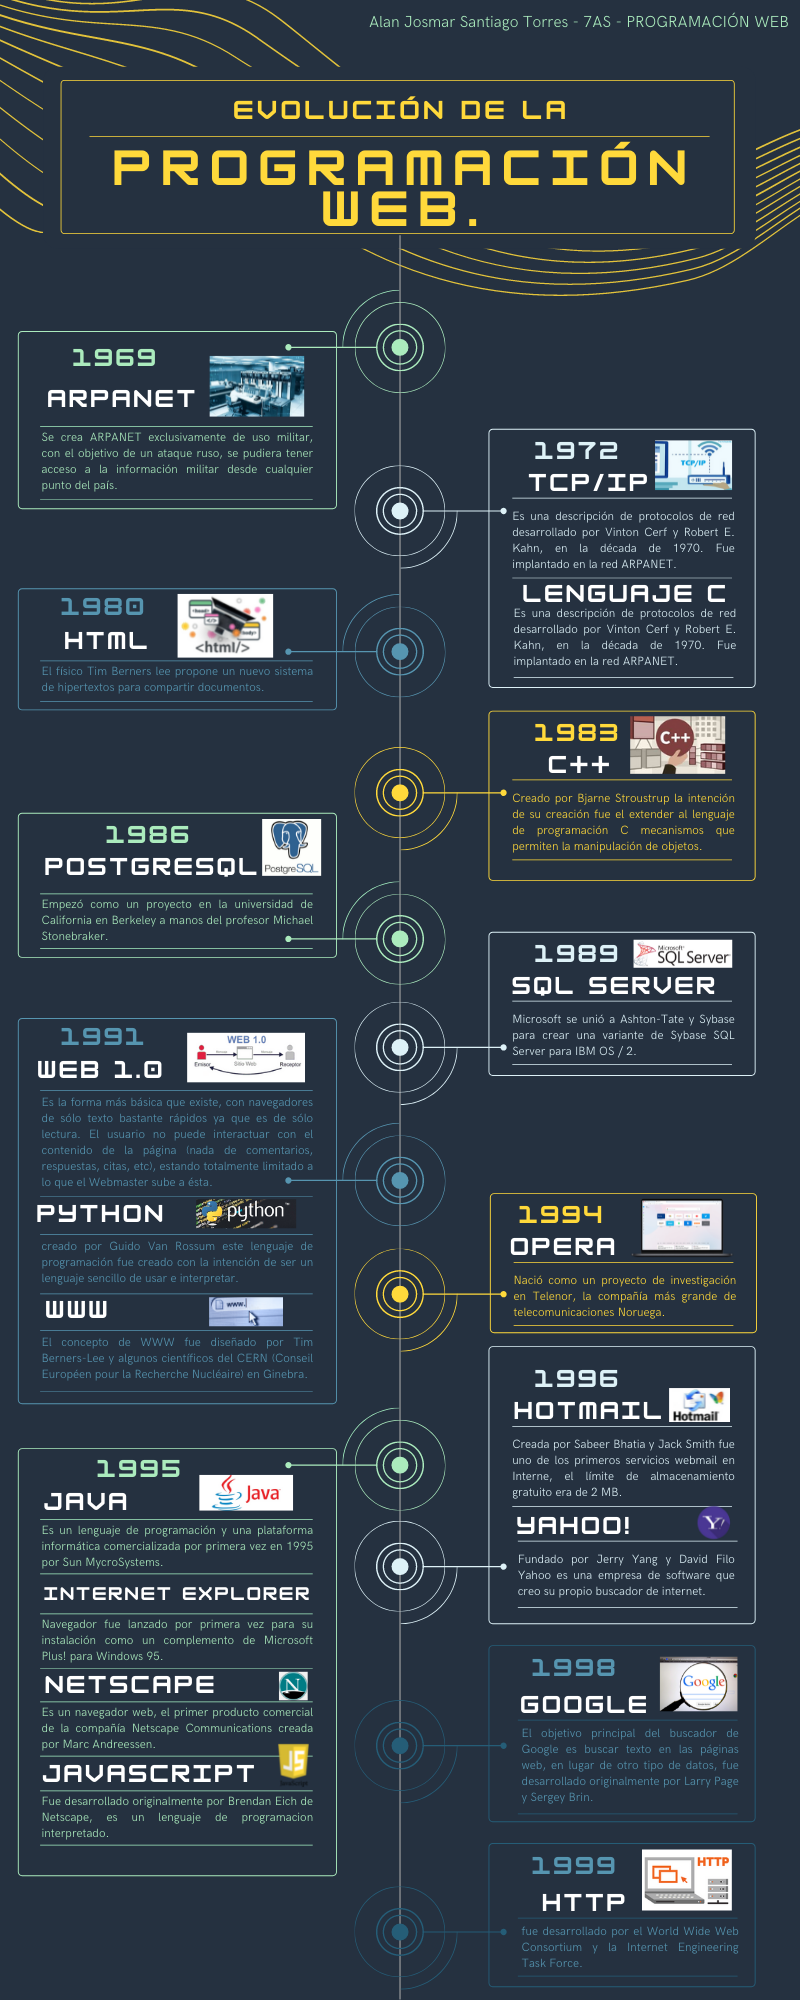 Alan Josmar Santiago Torres - 7AS - PROGRAMACIÓN WEB
EVOLUCIÓN DE LA
PROGRAMACIÓN
WEB.
1969
ARPANET
Se crea ARPANET exclusivamente de uso militar,
con el objetivo de un ataque ruso, se pudiera tener
acceso a la información militar desde cualquier
punto del país.
1972
TCP/IP
TCP/IP
Es una descripción de protocolos de red
desarrollado por Vinton Cerf y Robert E.
Kahn, en la década de 1970. Fue
implantado en la red ARPANET.
LENGUAJE C
Es una descripción de protocolos de red
desarrollado por Vinton Cerf y Robert E.
Kahn, en la década de 1970. Fue
implantado en la red ARPANET.
1980
HTML
<html/>
El físico Tim Berners lee propone un nuevo sistema
de hipertextos para compartir documentos.
1983
C++
C++
Creado por Bjarne Stroustrup la intención
de su creación fue el extender al lenguaje
de programación C mecanismos que
permiten la manipulación de objetos.
1986
POSTGRESQL
PostgreSQL
Empezó como un proyecto en la universidad de
California en Berkeley a manos del profesor Michael
Stonebraker.
1989
SQL SERVER
Microsoft
SQL Server
Microsoft se unió a Ashton-Tate y Sybase
para crear una variante de Sybase SQL
Server para IBM OS / 2.
1991
WEB 1.0
WEB 1.0
Emisor
Sitio Web
Receptor
Es la forma más básica que existe, con navegadores
de sólo texto bastante rápidos ya que es de sólo
lectura. El usuario no puede interactuar con el
contenido de la página (nada de comentarios,
respuestas, citas, etc), estando totalmente limitado a
lo que el Webmaster sube a ésta.
PYTHON
python
creado por Guido Van Rossum este lenguaje de
programación fue creado con la intención de ser un
lenguaje sencillo de usar e interpretar.
WWW
www.
El concepto de WWW fue diseñado por Tim
Berners-Lee y algunos científicos del CERN (Conseil
Européen pour la Recherche Nucléaire) en Ginebra.
1994
OPERA
Nació como un proyecto de investigación
en Telenor, la compañía más grande de
telecomunicaciones Noruega.
1995
JAVA
Java
Es un lenguaje de programación y una plataforma
informática comercializada por primera vez en 1995
por Sun MycroSystems.
INTERNET EXPLORER
Navegador fue lanzado por primera vez para su
instalación como un complemento de Microsoft
Plus! para Windows 95.
NETSCAPE
N
Es un navegador web, el primer producto comercial
de la compañía Netscape Communications creada
por Marc Andreessen.
JAVASCRIPT
JS
Fue desarrollado originalmente por Brendan Eich de
Netscape, es un lenguaje de programacion
interpretado.
1996
HOTMAIL
Hotmail
Creada por Sabeer Bhatia y Jack Smith fue
uno de los primeros servicios webmail en
Interne, el límite de almacenamiento
gratuito era de 2 MB.
YAHOO!
Y!
Fundado por Jerry Yang y David Filo
Yahoo es una empresa de software que
creo su propio buscador de internet.
1998
GOOGLE
Google
El objetivo principal del buscador de
Google es buscar texto en las páginas
web, en lugar de otro tipo de datos, fue
desarrollado originalmente por Larry Page
y Sergey Brin.
1999
HTTP
HTTP
fue desarrollado por el World Wide Web
Consortium y la Internet Engineering
Task Force.